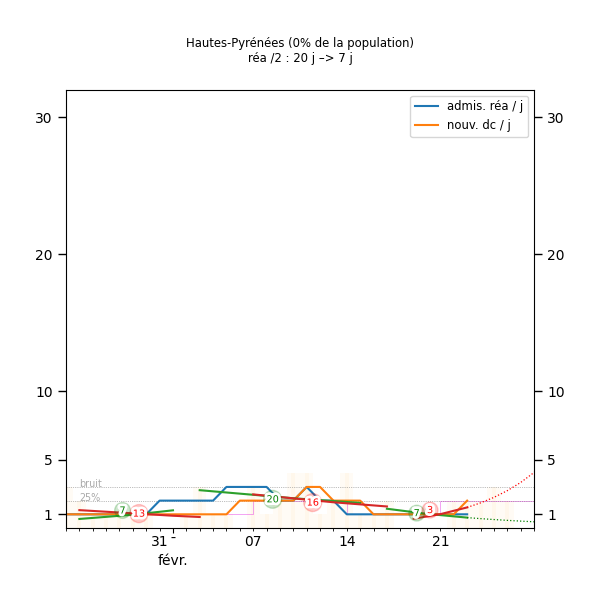 Hautes-Pyrénées (0% de la population)
réa /2 : 20 j –> 7 j
admis. réa / j
nouv. dc / j
30 30
20 20
10 10
5 5
bruit
25%
1 1
7 13 20 16 7 3
31 - 07 14 21
févr.